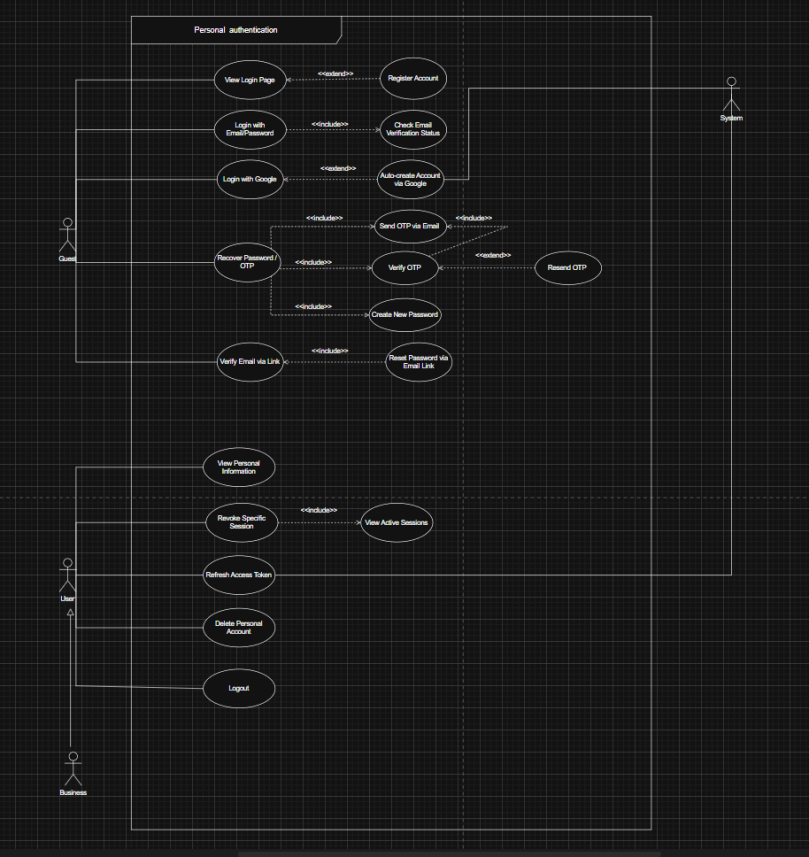 Personal authentication
View Login Page
<<extend>>
Register Account
Login with
Email/Password
<<include>>
Check Email
Verification Status
System
Login with Google
<<extend>>
Auto-create Account
via Google
<<include>>
Send OTP via Email
<<include>>
Guest
Recover Password /
OTP
<<include>>
Verify OTP
<<extend>>
Resend OTP
<<include>>
Create New Password
Verify Email via Link
<<include>>
Reset Password via
Email Link
View Personal
Information
Revoke Specific
Session
<<include>>
View Active Sessions
User
Refresh Access Token
Delete Personal
Account
Logout
Business